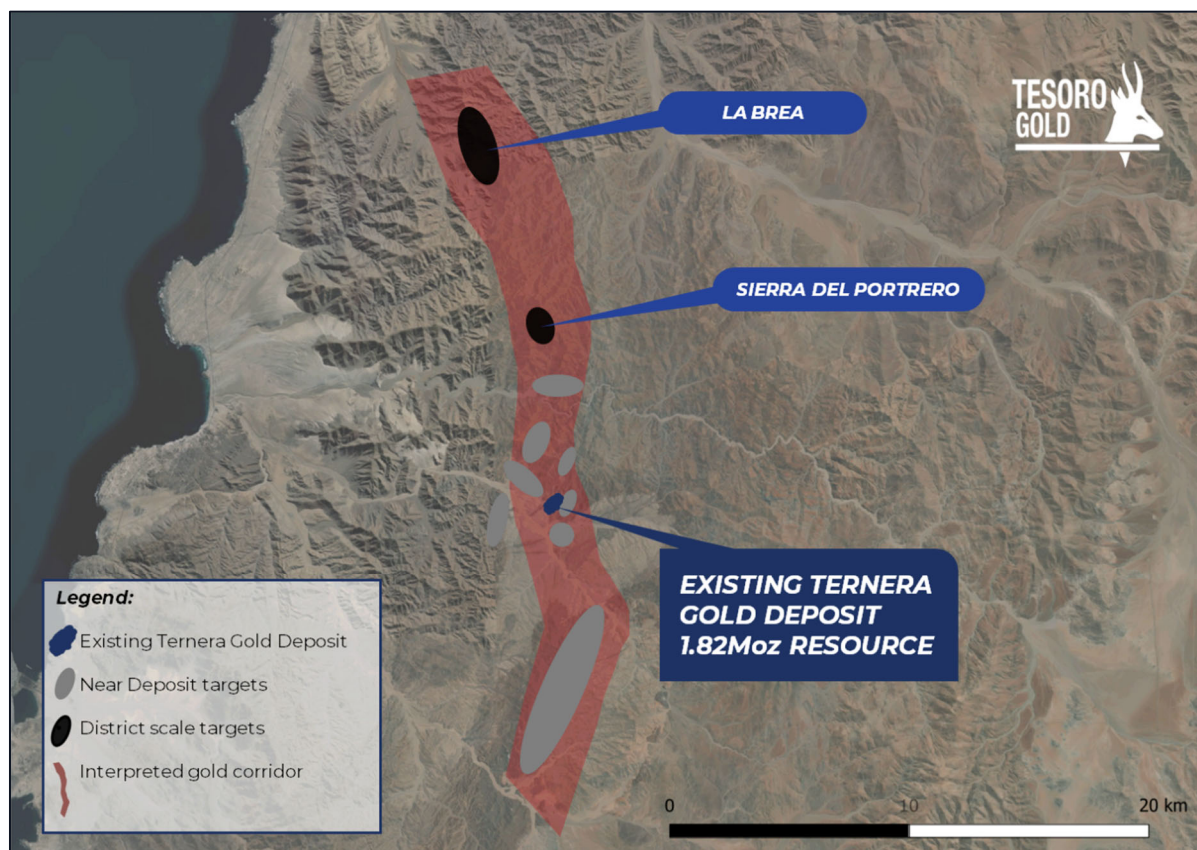 TESORO
GOLD
LA BREA
SIERRA DEL PORTRERO
EXISTING TERNERA
GOLD DEPOSIT
1.82Moz RESOURCE
Legend:
Existing Ternera Gold Deposit
Near Deposit targets
District scale targets
Interpreted gold corridor
0 10 20 km